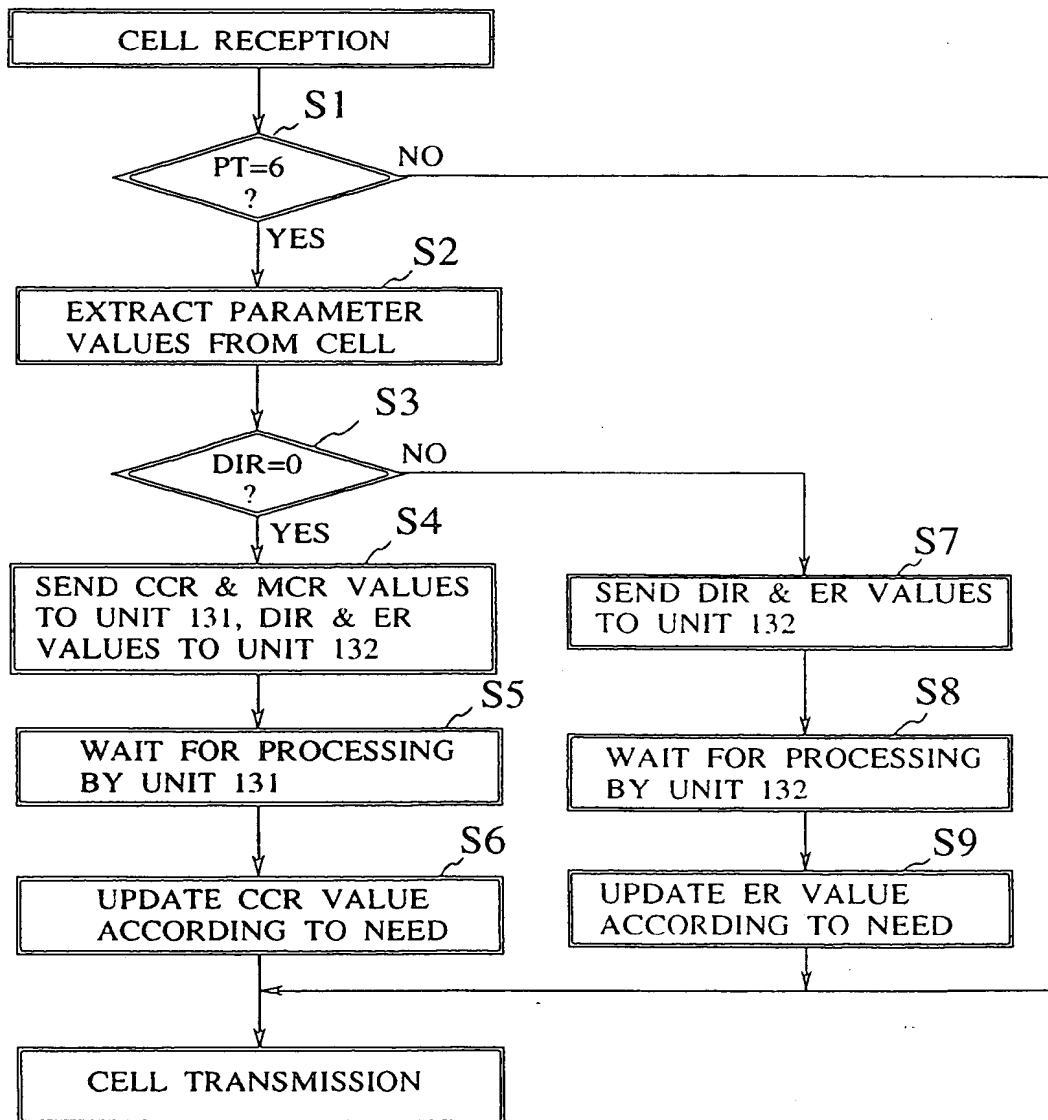 CELL RECEPTION
S1
PT=6
?
NO
YES
S2
EXTRACT PARAMETER
VALUES FROM CELL
S3
DIR=0
?
NO
YES
S4
SEND CCR & MCR VALUES
TO UNIT 131, DIR & ER
VALUES TO UNIT 132
S7
SEND DIR & ER VALUES
TO UNIT 132
S5
WAIT FOR PROCESSING
BY UNIT 131
S8
WAIT FOR PROCESSING
BY UNIT 132
S6
UPDATE CCR VALUE
ACCORDING TO NEED
S9
UPDATE ER VALUE
ACCORDING TO NEED
CELL TRANSMISSION